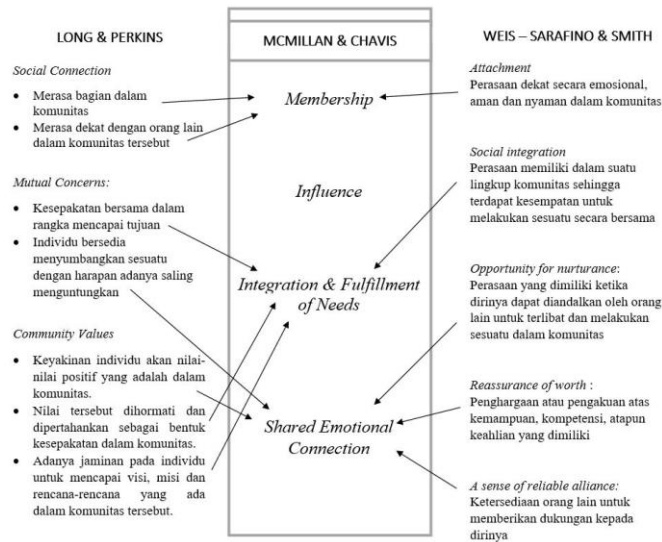 LONG & PERKINS
Social Connection
• Merasa bagian dalam
komunitas
• Merasa dekat dengan orang lain
dalam komunitas tersebut
Mutual Concerns:
• Kesepakatan bersama dalam
rangka mencapai tujuan
• Individu bersedia
menyumbangkan sesuatu
dengan harapan adanya saling
menguntungkan
Community Values
• Keyakinan individu akan nilai-
nilai positif yang adalah dalam
komunitas.
• Nilai tersebut dihormati dan
dipertahankan sebagai bentuk
kesepakatan dalam komunitas.
• Adanya jaminan pada individu
untuk mencapai visi, misi dan
rencana-rencana yang ada
dalam komunitas tersebut.
MCMILLAN & CHAVIS
Membership
Influence
Integration & Fulfillment
of Needs
Shared Emotional
Connection
WEIS – SARAFINO & SMITH
Attachment
Perasaan dekat secara emosional,
aman dan nyaman dalam komunitas
Social integration
Perasaan memiliki dalam suatu
lingkup komunitas sehingga
terdapat kesempatan untuk
melakukan sesuatu secara bersama
Opportunity for nurturance:
Perasaan yang dimiliki ketika
dirinya dapat diandalkan oleh orang
lain untuk terlibat dan melakukan
sesuatu dalam komunitas
Reassurance of worth :
Penghargaan atau pengakuan atas
kemampuan, kompetensi, atapun
keahlian yang dimiliki
A sense of reliable alliance:
Ketersediaan orang lain untuk
memberikan dukungan kepada
dirinya